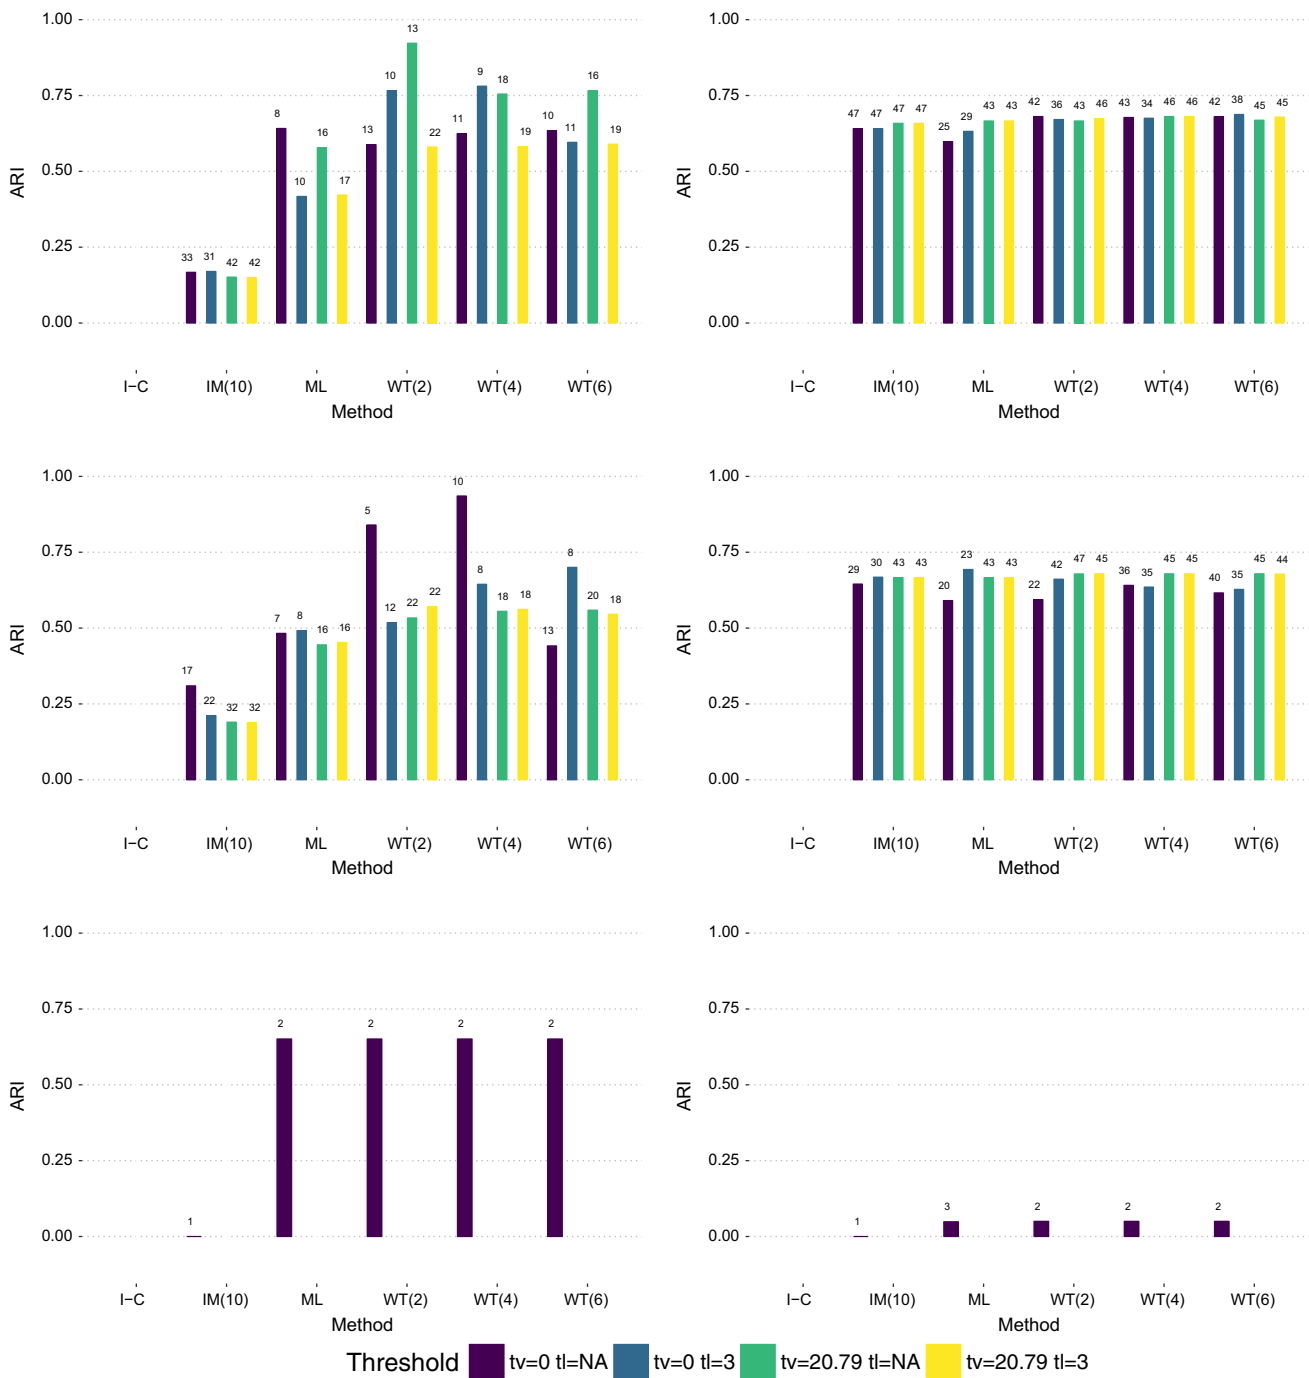 1.00
0.75
0.50
0.25
0.00
ARI
33 31 42 42 8 10 16 17 13 10 13 22 11 9 18 19 10 11 16 19
I−C IM(10) ML WT(2) WT(4) WT(6)
Method
1.00
0.75
0.50
0.25
0.00
ARI
47 47 47 47 25 29 43 43 42 36 43 46 43 34 46 46 42 38 45 45
I−C IM(10) ML WT(2) WT(4) WT(6)
Method
1.00
0.75
0.50
0.25
0.00
ARI
17 22 32 32 7 8 16 16 5 12 22 22 10 8 18 18 13 8 20 18
I−C IM(10) ML WT(2) WT(4) WT(6)
Method
1.00
0.75
0.50
0.25
0.00
ARI
29 30 43 43 20 23 43 43 22 42 47 45 36 35 45 45 40 35 45 44
I−C IM(10) ML WT(2) WT(4) WT(6)
Method
1.00
0.75
0.50
0.25
0.00
ARI
1 2 2 2 2
I−C IM(10) ML WT(2) WT(4) WT(6)
Method
1.00
0.75
0.50
0.25
0.00
ARI
1 3 2 2 2
I−C IM(10) ML WT(2) WT(4) WT(6)
Method
Threshold tv=0 tl=NA tv=0 tl=3 tv=20.79 tl=NA tv=20.79 tl=3